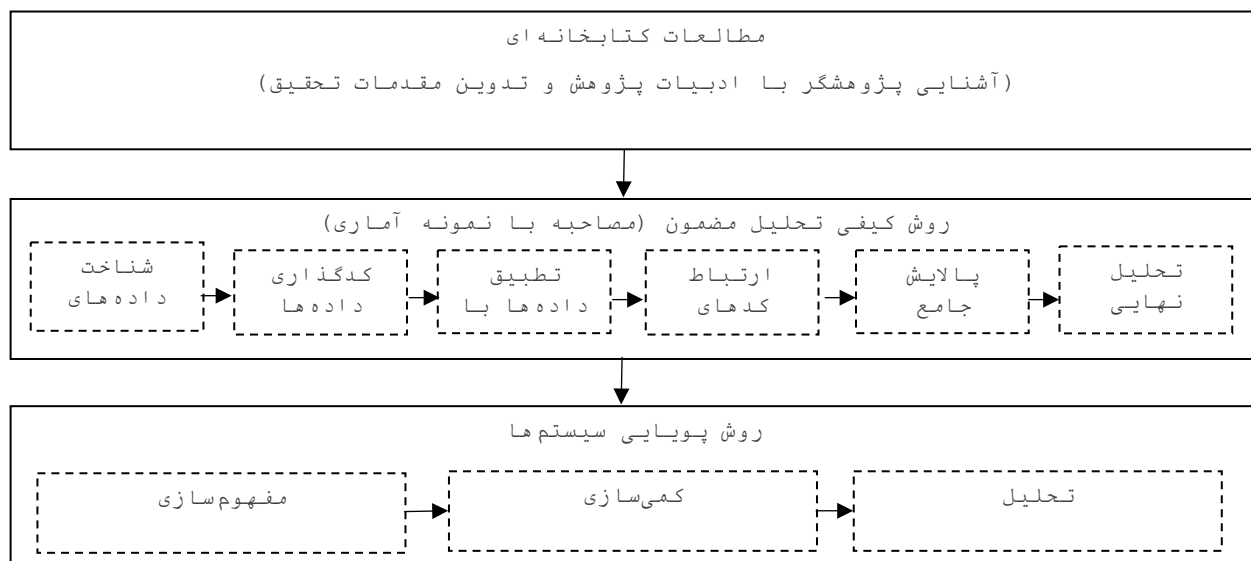 مطالعات کتابخانه‌ای
(آشنایی پژوهشگر با ادبیات پژوهش و تدوین مقدمات تحقیق)
روش کیفی تحلیل مضمون (مصاحبه با نمونه آماری)
شناخت
داده‌های
کدگذاری
داده‌ها
تطبیق
داده‌ها با
ارتباط
کدهای
پالایش
جامع
تحلیل
نهایی
روش پویایی سیستم‌ها
مفهوم‌سازی
کمی‌سازی
تحلیل